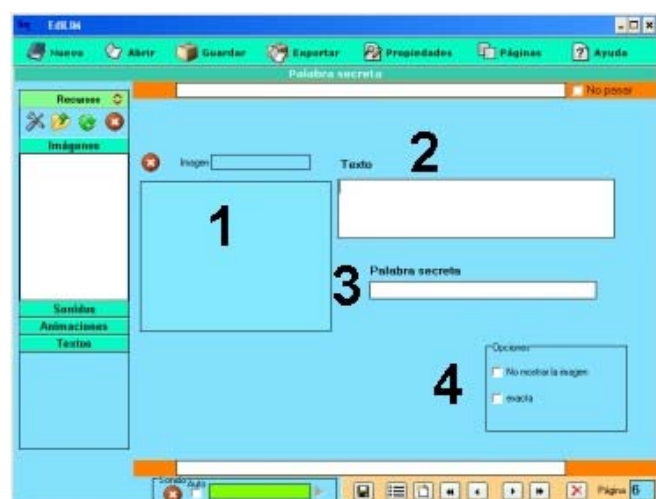 EdiLIM
Nuevo Abrir Guardar Exportar Propiedades Páginas Ayuda
Palabra secreta
Recursos
No pasar
Imágenes
Imagen
Texto
2
1
3
Palabra secreta
Sonidos
Animaciones
Textos
4
Opciones
No mostrar la imagen
exacta
Sonido
Auto
Página 6